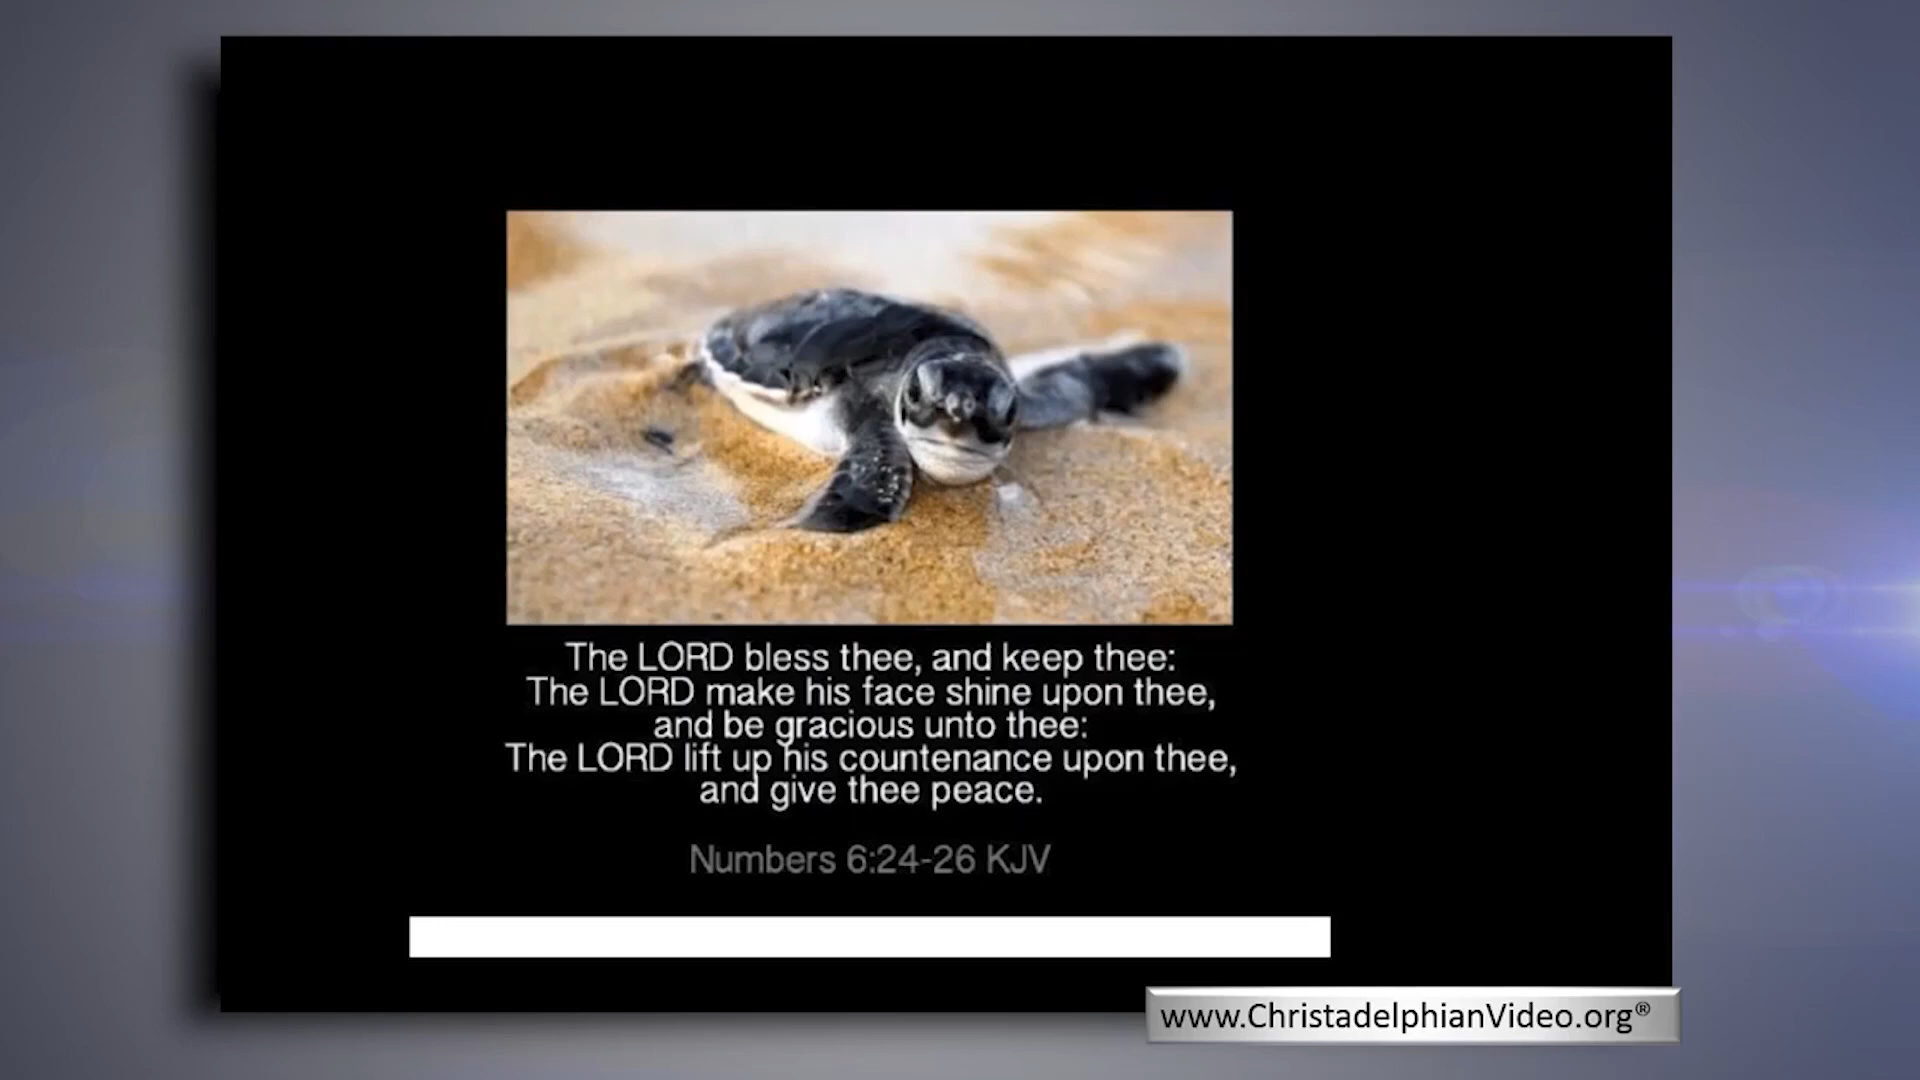 The LORD bless thee, and keep thee:
The LORD make his face shine upon thee,
and be gracious unto thee:
The LORD lift up his countenance upon thee,
and give thee peace.
Numbers 6:24-26 KJV
www.ChristadelphianVideo.org®